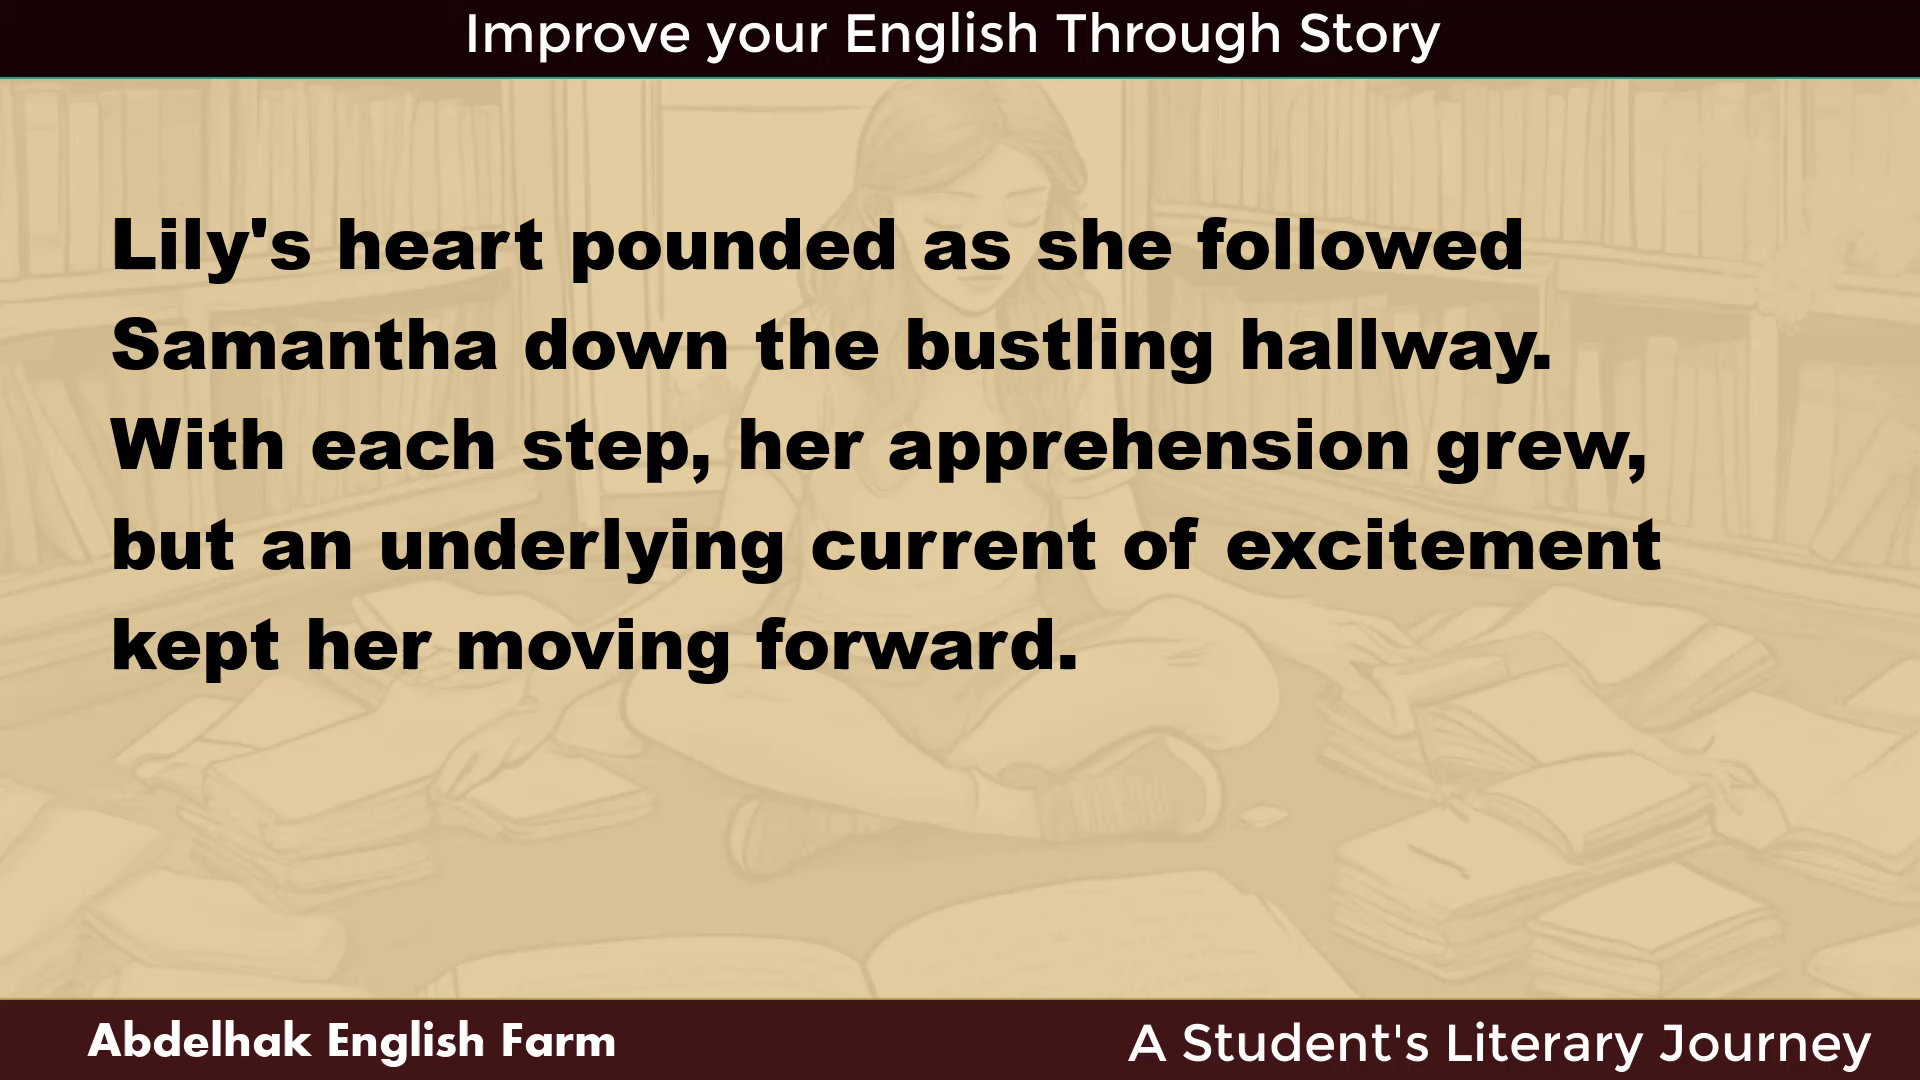 Improve your English Through Story
Lily's heart pounded as she followed
Samantha down the bustling hallway.
With each step, her apprehension grew,
but an underlying current of excitement
kept her moving forward.
Abdelhak English Farm
A Student's Literary Journey